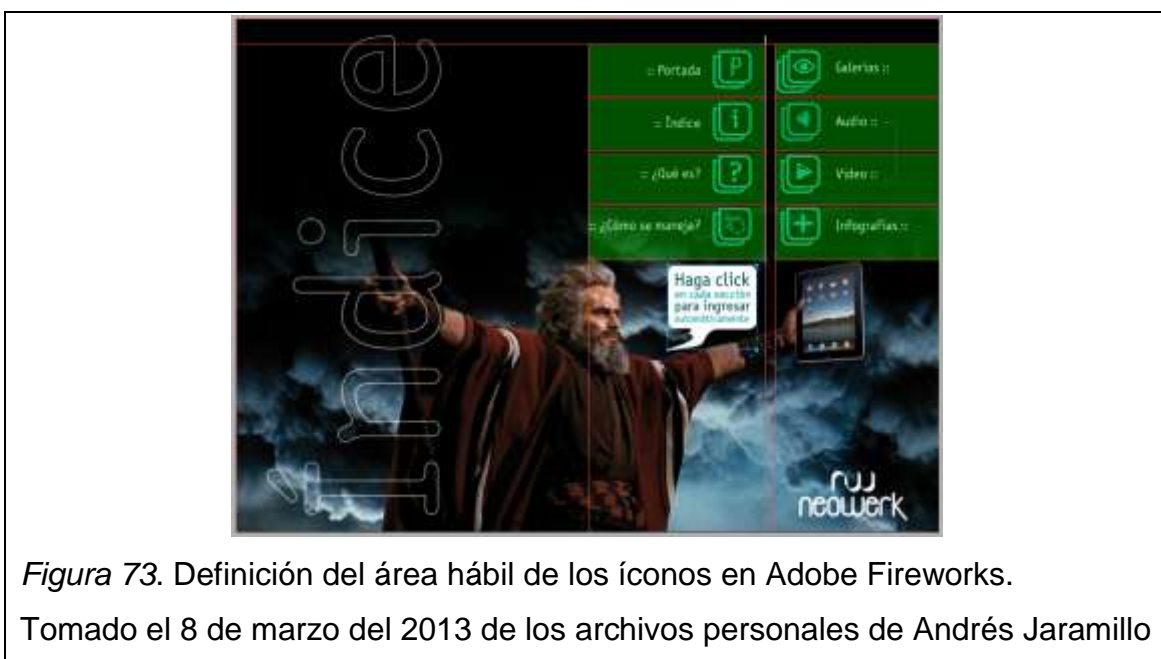 Índice
:: Portada
P
Galerías ::
:: Índice
i
Audio ::
:: ¿Qué es?
?
Video ::
:: ¿Cómo se maneja?
Infografías ::
Haga click
en cada sección
para ingresar
automáticamente
neowerk
Figura 73. Definición del área hábil de los íconos en Adobe Fireworks.
Tomado el 8 de marzo del 2013 de los archivos personales de Andrés Jaramillo